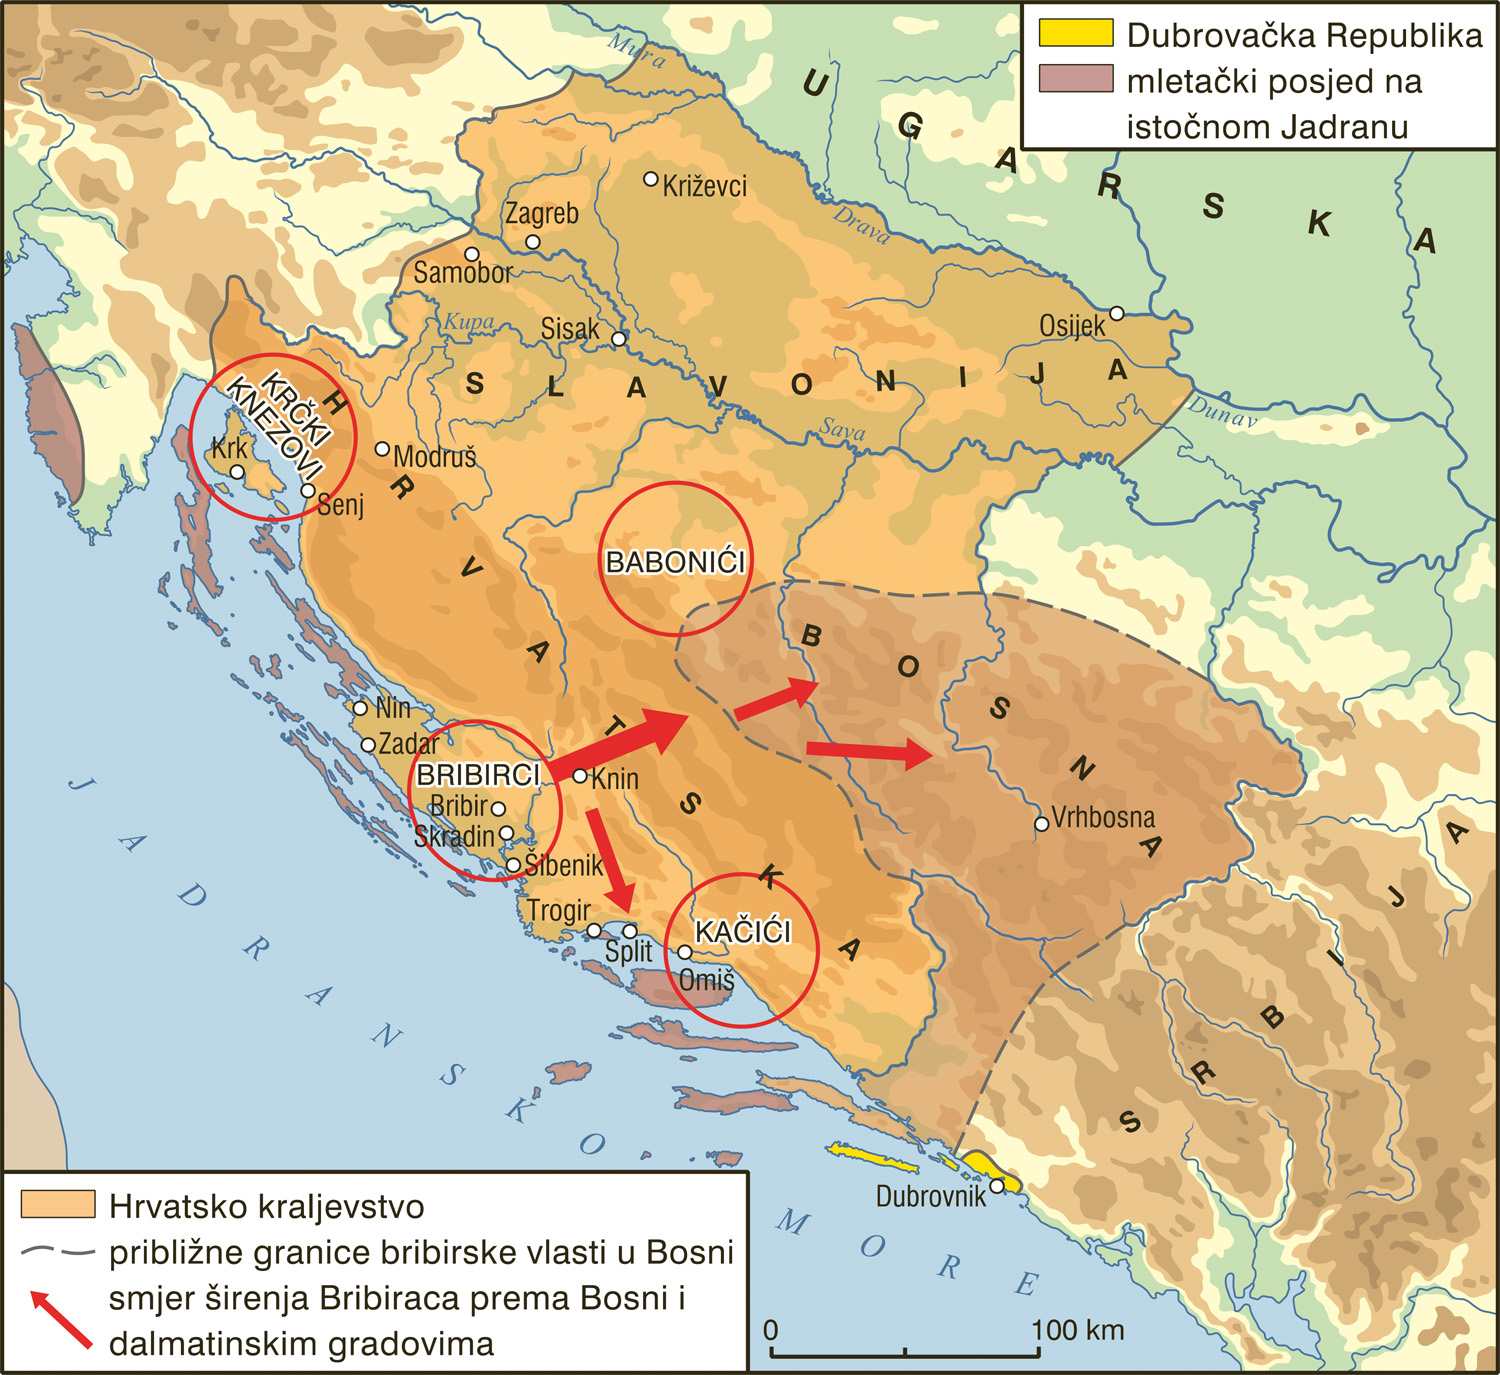 Dubrovačka Republika
mletački posjed na
istočnom Jadranu
Mura
UGARSKA
Križevci
Zagreb
Drava
Samobor
Kupa
Sisak
Osijek
SLAVONIJA
Dunav
Sava
KRČKI
KNEZOVI
Krk
Senj
Modruš
HRVATSKA
BABONIĆI
BOSNA
Nin
Zadar
BRIBIRCI
Bribir
Skradin
Šibenik
Knin
Vrhbosna
Trogir
Split
KAČIĆI
Omiš
SRBIJA
JADRANSKO
MORE
Dubrovnik
Hrvatsko kraljevstvo
približne granice bribirske vlasti u Bosni
smjer širenja Bribiraca prema Bosni i
dalmatinskim gradovima
0 100 km